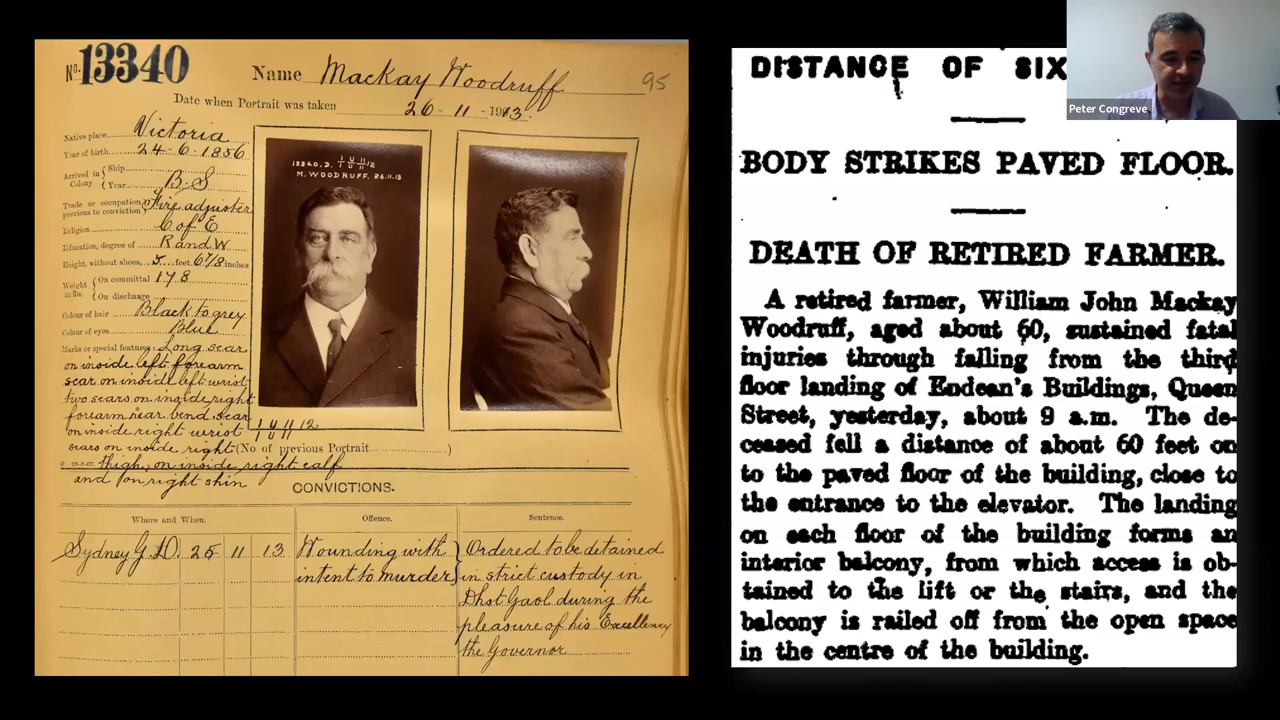 No. 13340
Name Mackay Woodruff 95
Date when Portrait was taken 26-11-1913.
Native place Victoria
Year of birth 24-6-1856
Arrived in Colony { Ship
Year B.S
Trade or occupation previous to conviction } Fire adjuster
Religion C of E
Education, degree of R and W
Height, without shoes 5 feet 6 7/8 inches
Weight in lbs. { On committal 178
On discharge
Colour of hair Black to grey
Colour of eyes Blue
Marks or special features:- Long scar
on inside left forearm
scar on inside left wrist
two scars on inside right
forearm near bend scar
on inside right wrist
scars on inside right
thigh, on inside right calf
and on right shin
13340. D.
M. WOODRUFF. 26.11.13
(No of previous Portrait )
CONVICTIONS.
Where and When. Offence. Sentence.
Sydney G.D. 25 11 13 Wounding with } Ordered to be detained
intent to murder in strict custody in
Dhst Gaol during the
pleasure of his Excellency
the Governor
DISTANCE OF SIX
BODY STRIKES PAVED FLOOR.
DEATH OF RETIRED FARMER.
A retired farmer, William John Mackay
Woodruff, aged about 60, sustained fatal
injuries through falling from the third
floor landing of Endean's Buildings, Queen
Street, yesterday, about 9 a.m. The de-
ceased fell a distance of about 60 feet on
to the paved floor of the building, close to
the entrance to the elevator. The landing
on each floor of the building forms an
interior balcony, from which access is ob-
tained to the lift or the stairs, and the
balcony is railed off from the open space
in the centre of the building.
Peter Congreve